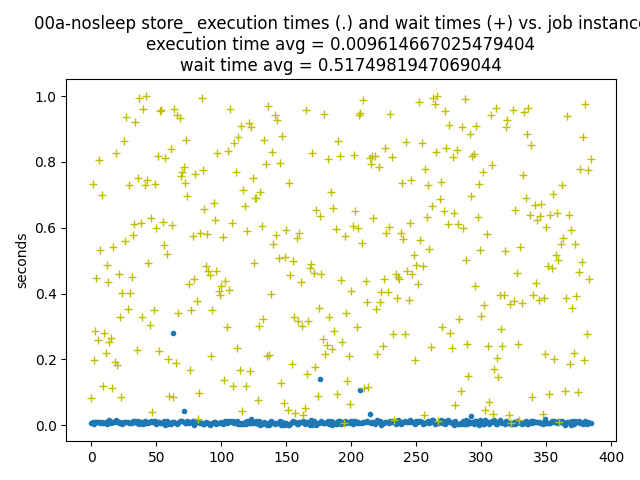 00a-nosleep store_ execution times (.) and wait times (+) vs. job instance
execution time avg = 0.009614667025479404
wait time avg = 0.5174981947069044
1.0
0.8
0.6
0.4
0.2
0.0
seconds
0 50 100 150 200 250 300 350 400